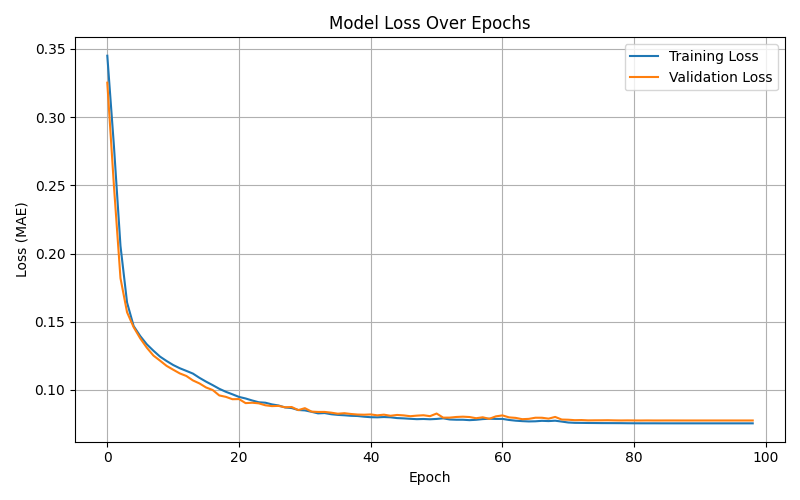 Model Loss Over Epochs
Training Loss
Validation Loss
Loss (MAE)
0.35
0.30
0.25
0.20
0.15
0.10
0 20 40 60 80 100
Epoch